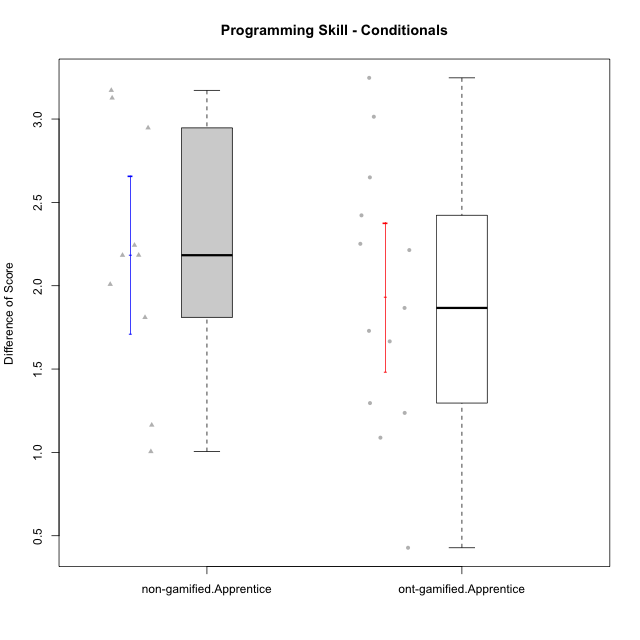 Programming Skill - Conditionals
Difference of Score
3.0
2.5
2.0
1.5
1.0
0.5
non-gamified.Apprentice
ont-gamified.Apprentice